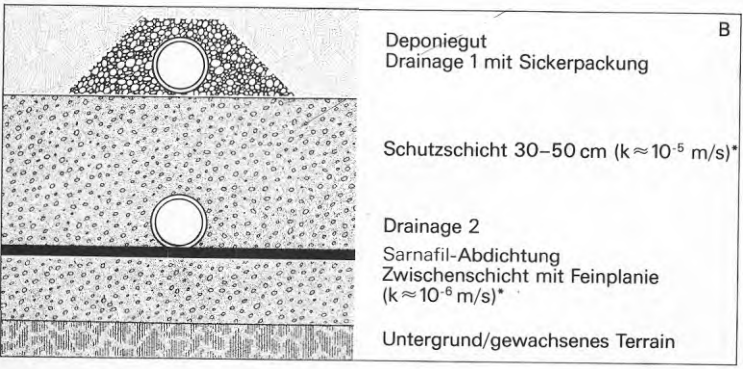 B
Deponiegut
Drainage 1 mit Sickerpackung
Schutzschicht 30–50 cm (k≈10⁻⁵ m/s)*
Drainage 2
Sarnafil-Abdichtung
Zwischenschicht mit Feinplanie
(k≈10⁻⁶ m/s)*
Untergrund/gewachsenes Terrain